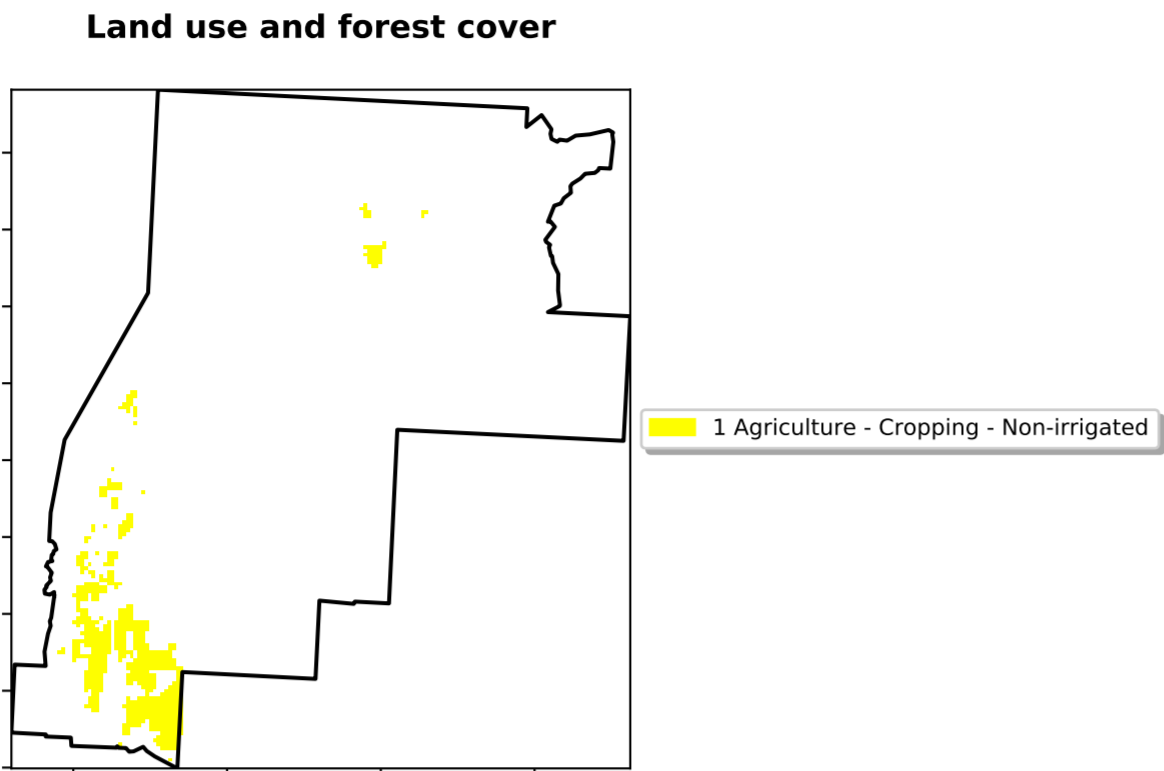 Land use and forest cover
1 Agriculture - Cropping - Non-irrigated